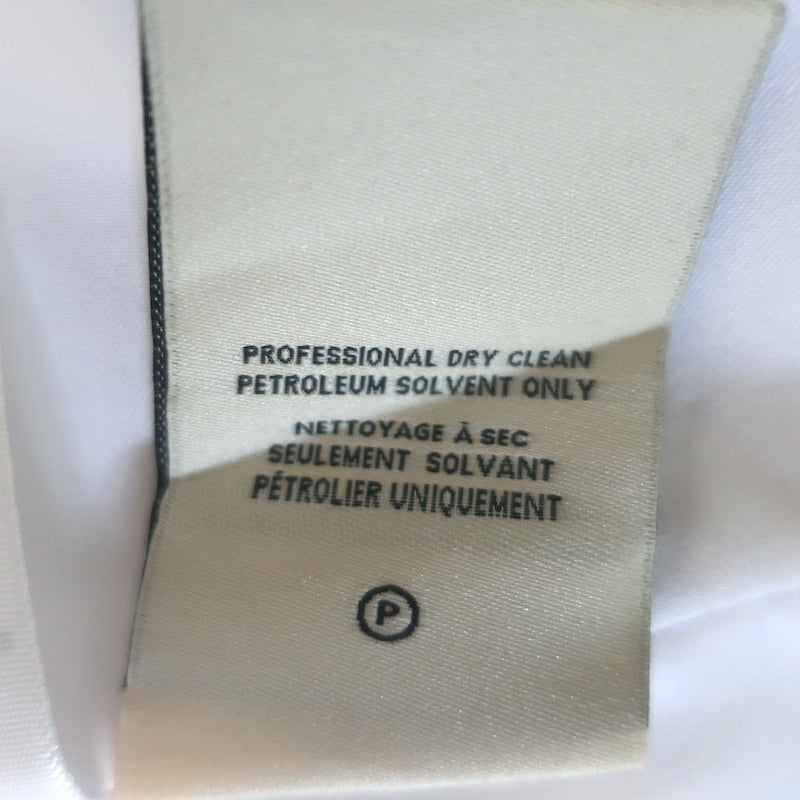 PROFESSIONAL DRY CLEAN
PETROLEUM SOLVENT ONLY
NETTOYAGE À SEC
SEULEMENT SOLVANT
PÉTROLIER UNIQUEMENT
P